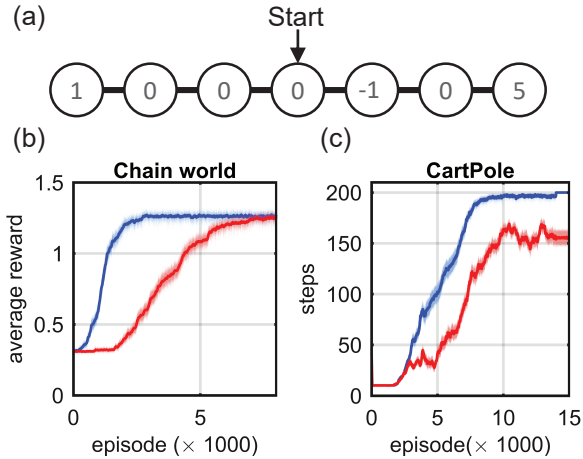 (a)
Start
1 0 0 0 -1 0 5
(b)
(c)
Chain world
CartPole
1.5
1
0.5
0
average reward
0 5
episode (× 1000)
200
150
100
50
0
steps
0 5 10 15
episode(× 1000)